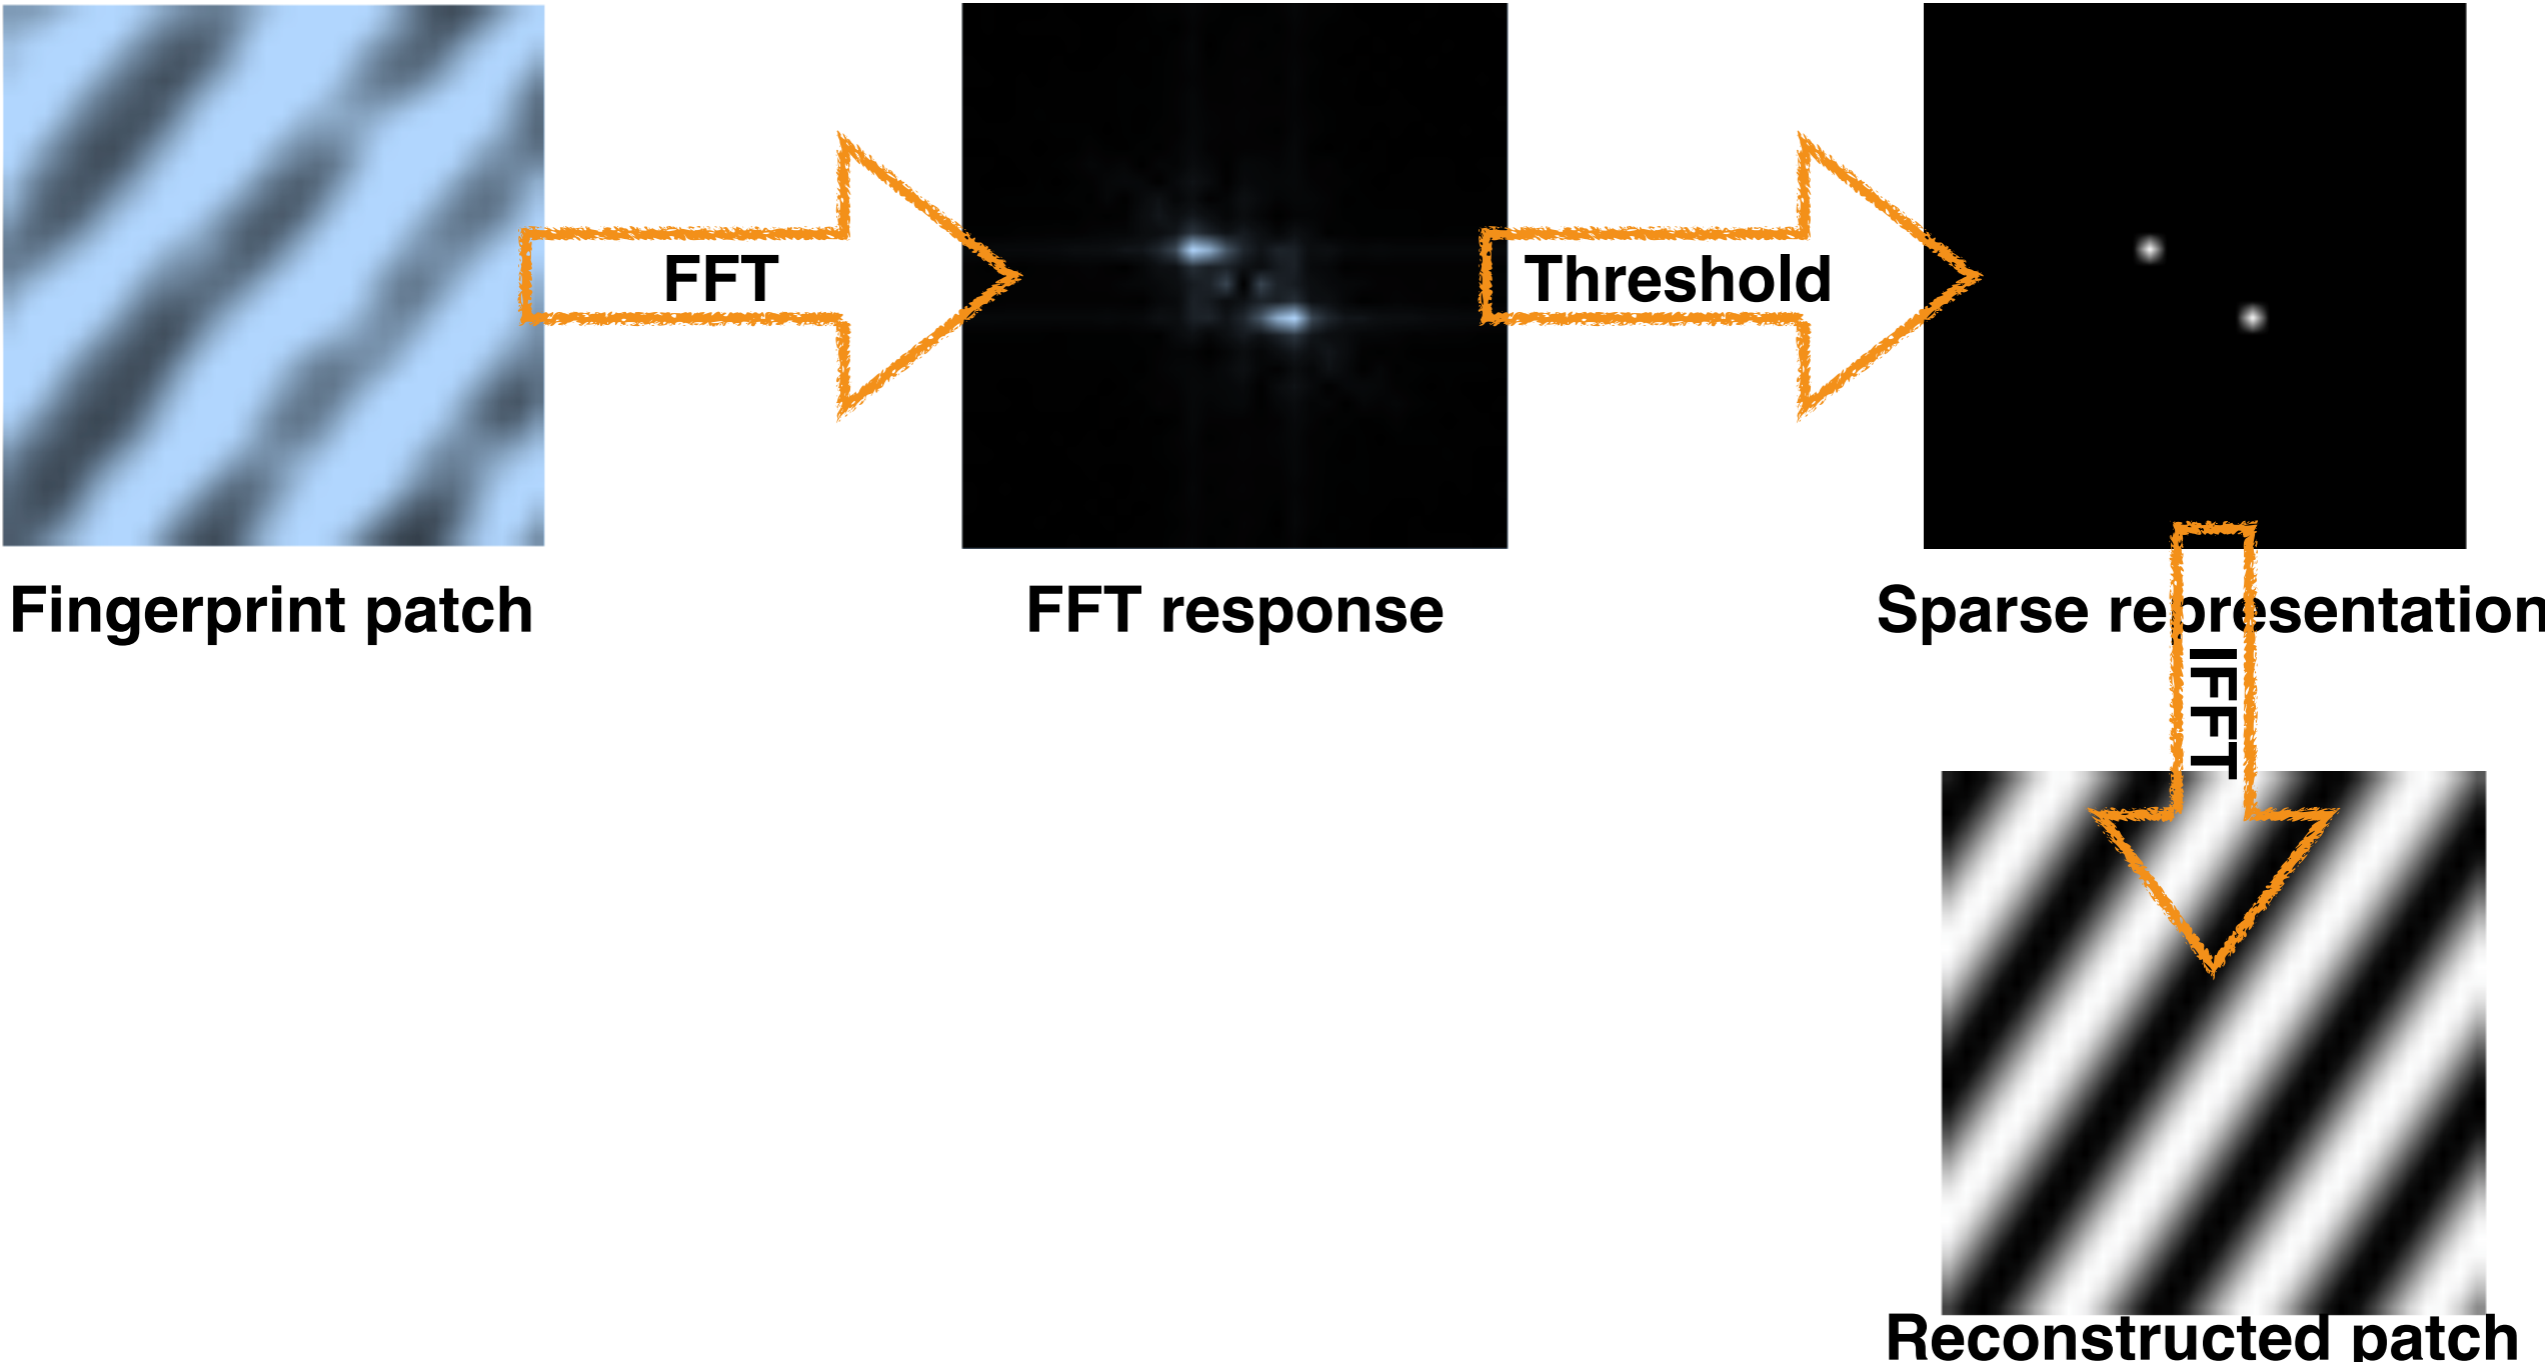 FFT
Threshold
Fingerprint patch
FFT response
Sparse representation
IFFT
Reconstructed patch